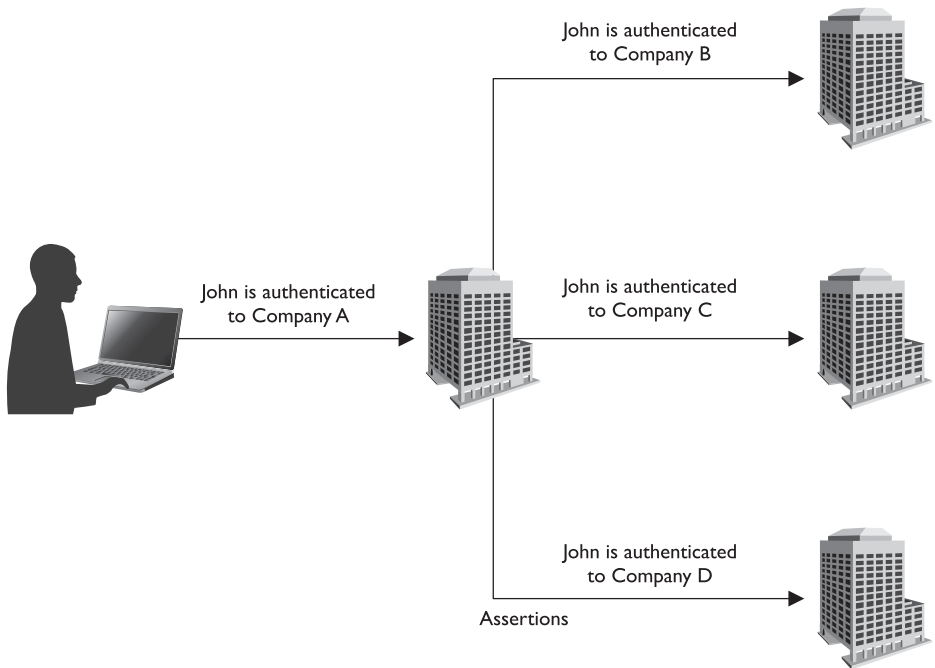 John is authenticated
to Company B
John is authenticated
to Company A
John is authenticated
to Company C
John is authenticated
to Company D
Assertions